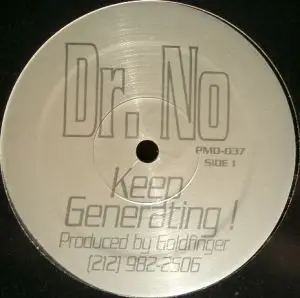 Dr. No
PMD-037
SIDE 1
Keep
Generating !
Produced by Goldfinger
(212) 982-2506